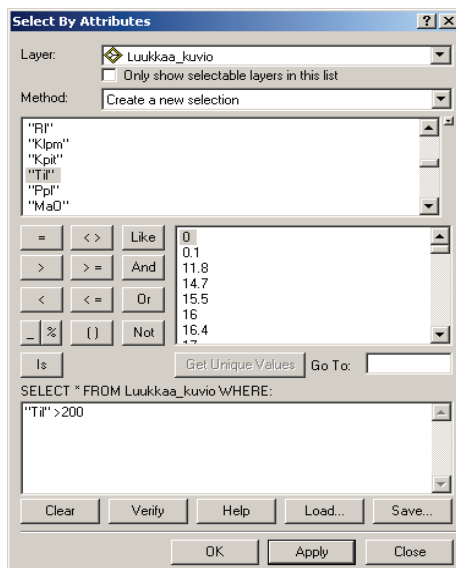 Select By Attributes
Layer: Luukkaa_kuvio
Only show selectable layers in this list
Method: Create a new selection
"Rl"
"Klpm"
"Kpit"
"Til"
"Ppl"
"MaO"
= <> Like
> >= And
< <= Or
_ % () Not
Is
0
0.1
11.8
14.7
15.5
16
16.4
17
Get Unique Values Go To:
SELECT * FROM Luukkaa_kuvio WHERE:
"Til" >200
Clear Verify Help Load... Save...
OK Apply Close